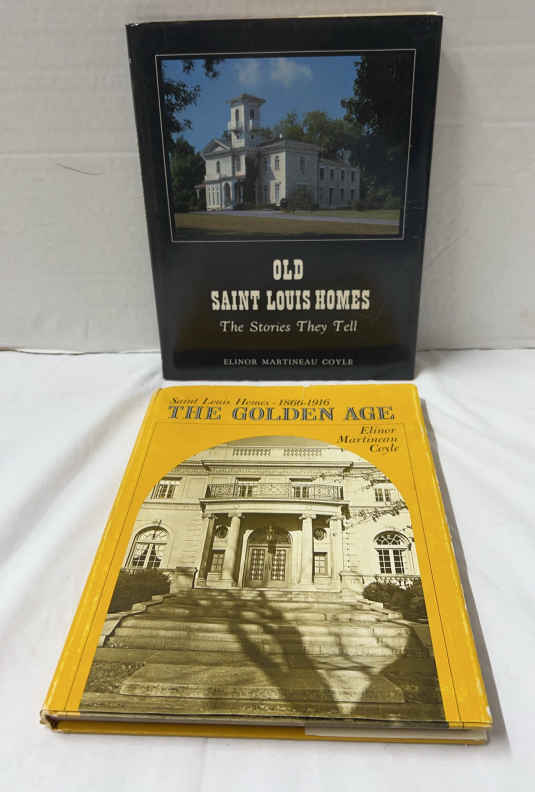 OLD
SAINT LOUIS HOMES
The Stories They Tell
ELINOR MARTINEAU COYLE
Saint Louis Homes - 1866-1916
THE GOLDEN AGE
Elinor
Martineau
Coyle